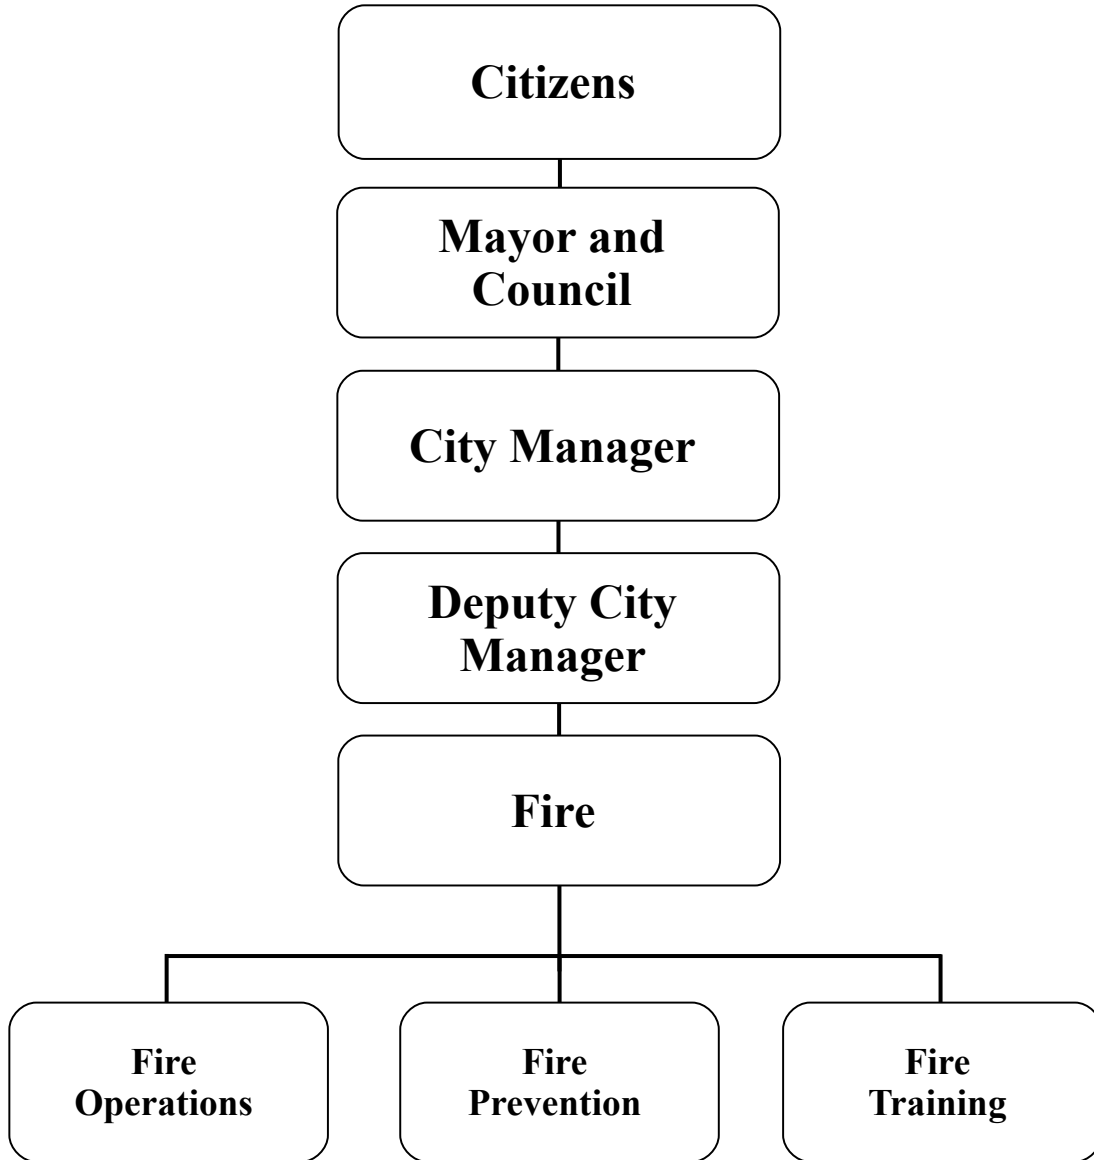 Citizens
Mayor and
Council
City Manager
Deputy City
Manager
Fire
Fire
Operations
Fire
Prevention
Fire
Training